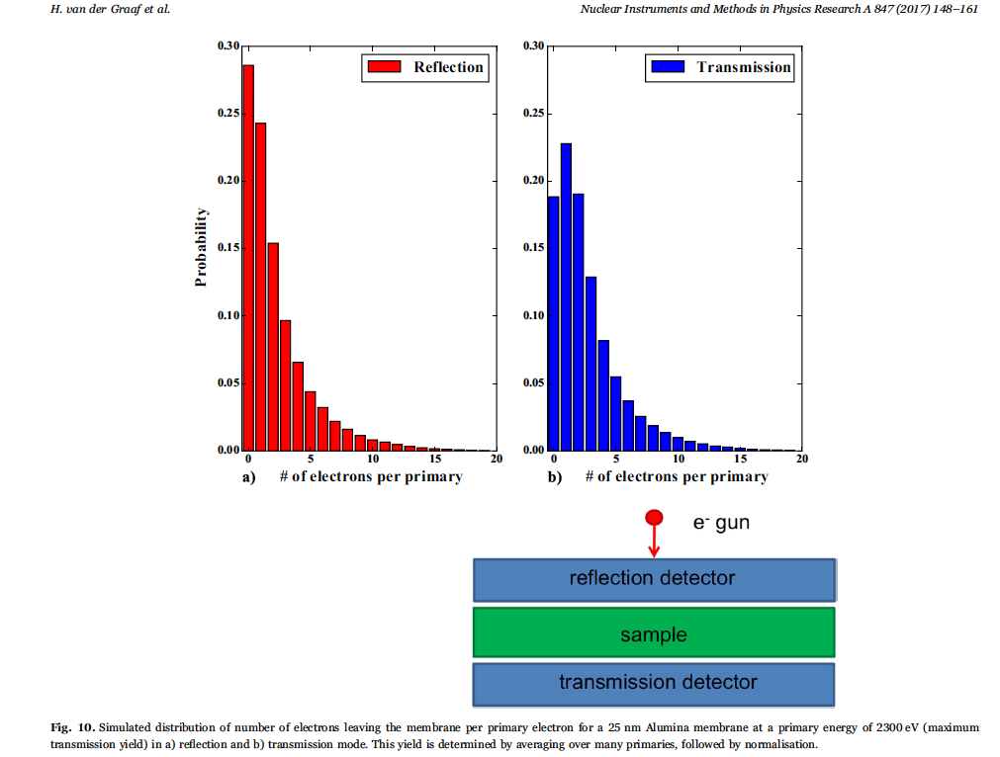 H. van der Graaf et al.
Nuclear Instruments and Methods in Physics Research A 847 (2017) 148–161
0.30
0.25
0.20
0.15
0.10
0.05
0.00
Probability
Reflection
0 5 10 15 20
a) # of electrons per primary
0.30
0.25
0.20
0.15
0.10
0.05
0.00
Transmission
0 5 10 15 20
b) # of electrons per primary
e- gun
reflection detector
sample
transmission detector
Fig. 10. Simulated distribution of number of electrons leaving the membrane per primary electron for a 25 nm Alumina membrane at a primary energy of 2300 eV (maximum
transmission yield) in a) reflection and b) transmission mode. This yield is determined by averaging over many primaries, followed by normalisation.